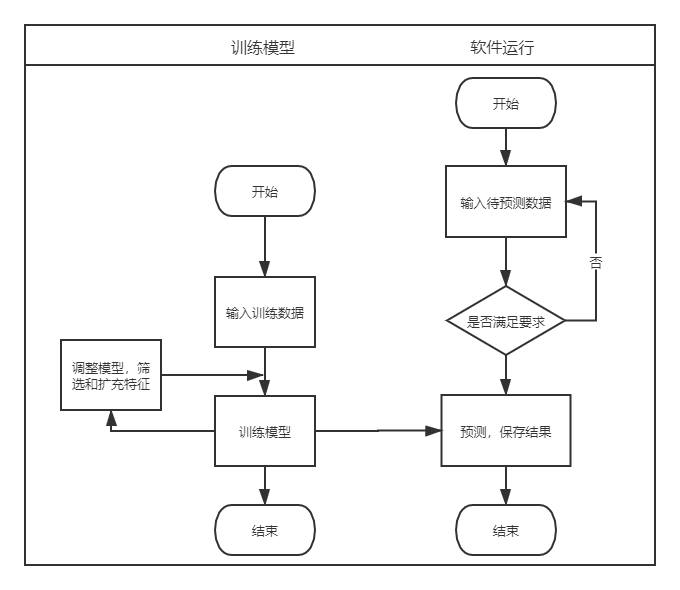 训练模型
软件运行
开始
开始
输入待预测数据
否
输入训练数据
是否满足要求
调整模型，筛
选和扩充特征
训练模型
预测，保存结果
结束
结束